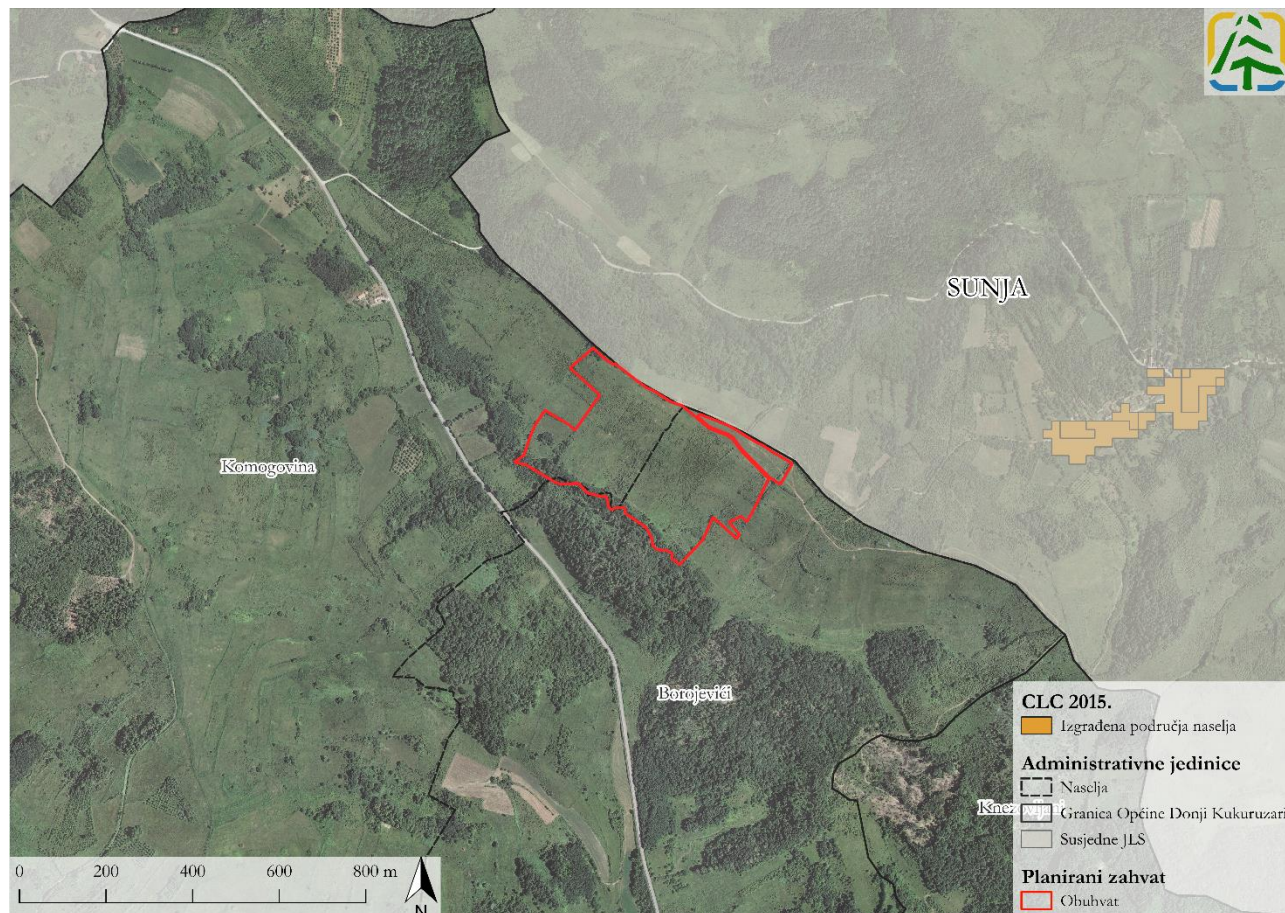 SUNJA
Komogovina
Borojevići
CLC 2015.
Izgrađena područja naselja
Administrativne jedinice
Naselja
Granica Općine Donji Kukuruzari
Susjedne JLS
Planirani zahvat
Obuhvat
0 200 400 600 800 m
N